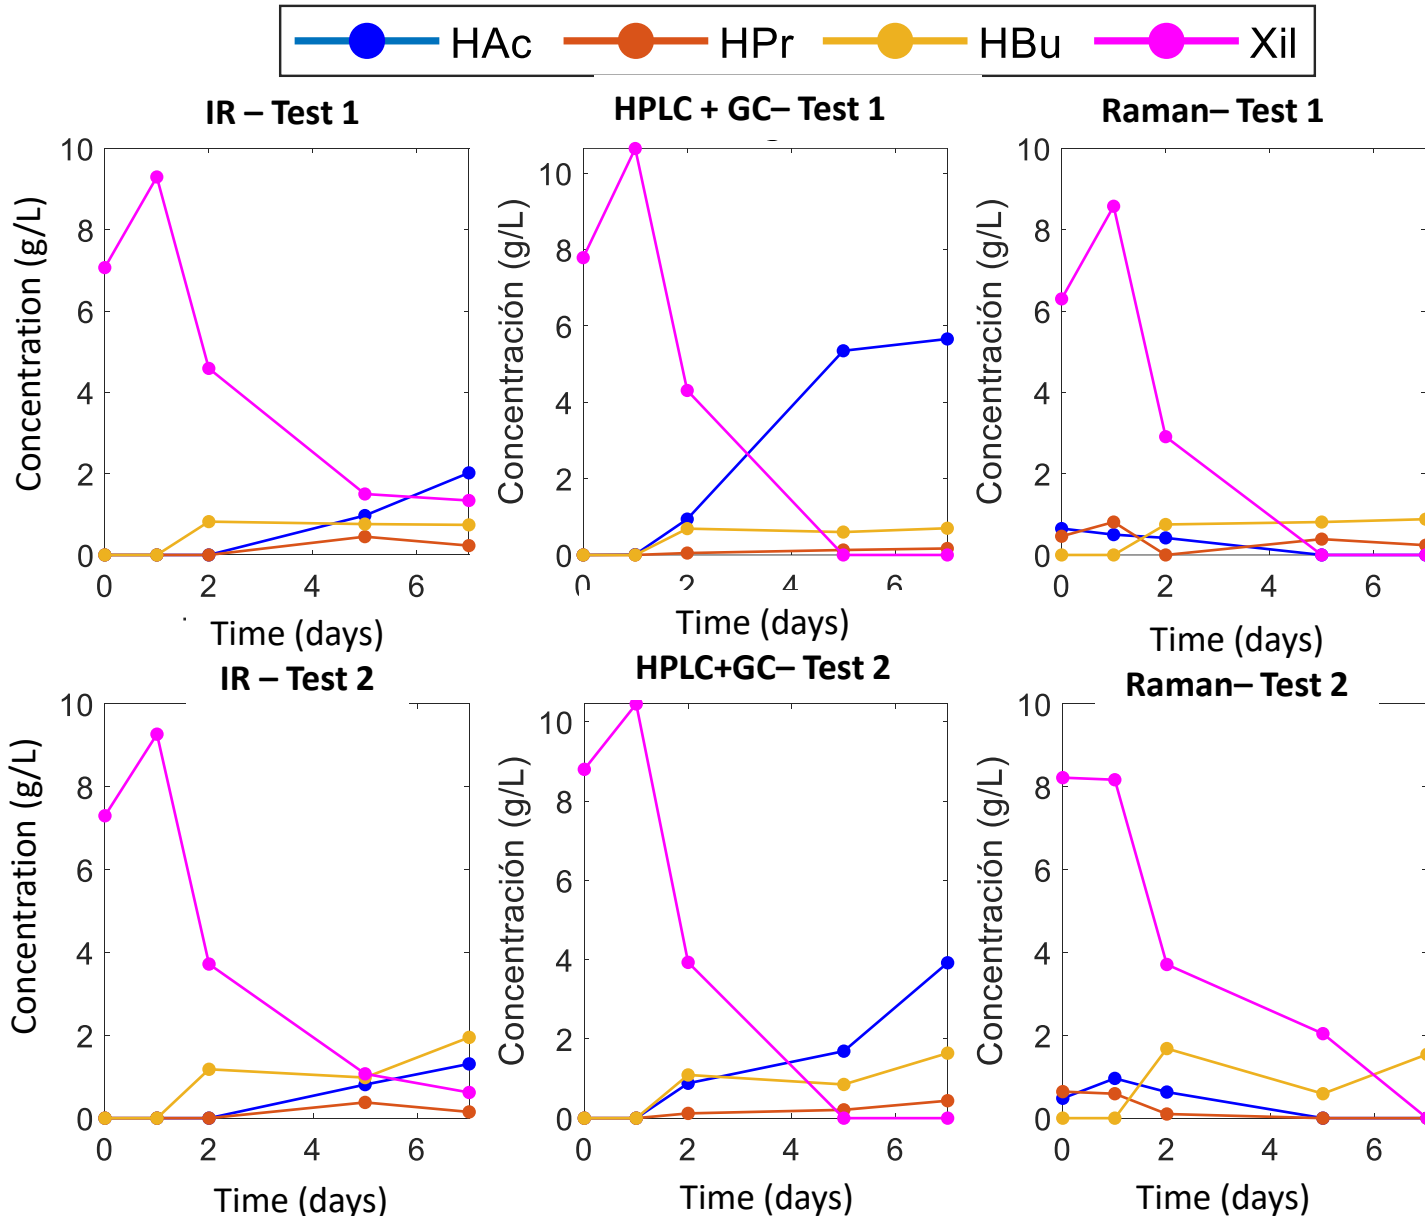 HAc HPr HBu Xil
IR – Test 1
HPLC + GC– Test 1
Raman– Test 1
Concentration (g/L)
10
8
6
4
2
0
0 2 4 6
Time (days)
Concentración (g/L)
10
8
6
4
2
0
0 2 4 6
Time (days)
Concentración (g/L)
10
8
6
4
2
0
0 2 4 6
Time (days)
IR – Test 2
HPLC+GC– Test 2
Raman– Test 2
Concentration (g/L)
10
8
6
4
2
0
0 2 4 6
Time (days)
Concentración (g/L)
10
8
6
4
2
0
0 2 4 6
Time (days)
Concentración (g/L)
10
8
6
4
2
0
0 2 4 6
Time (days)